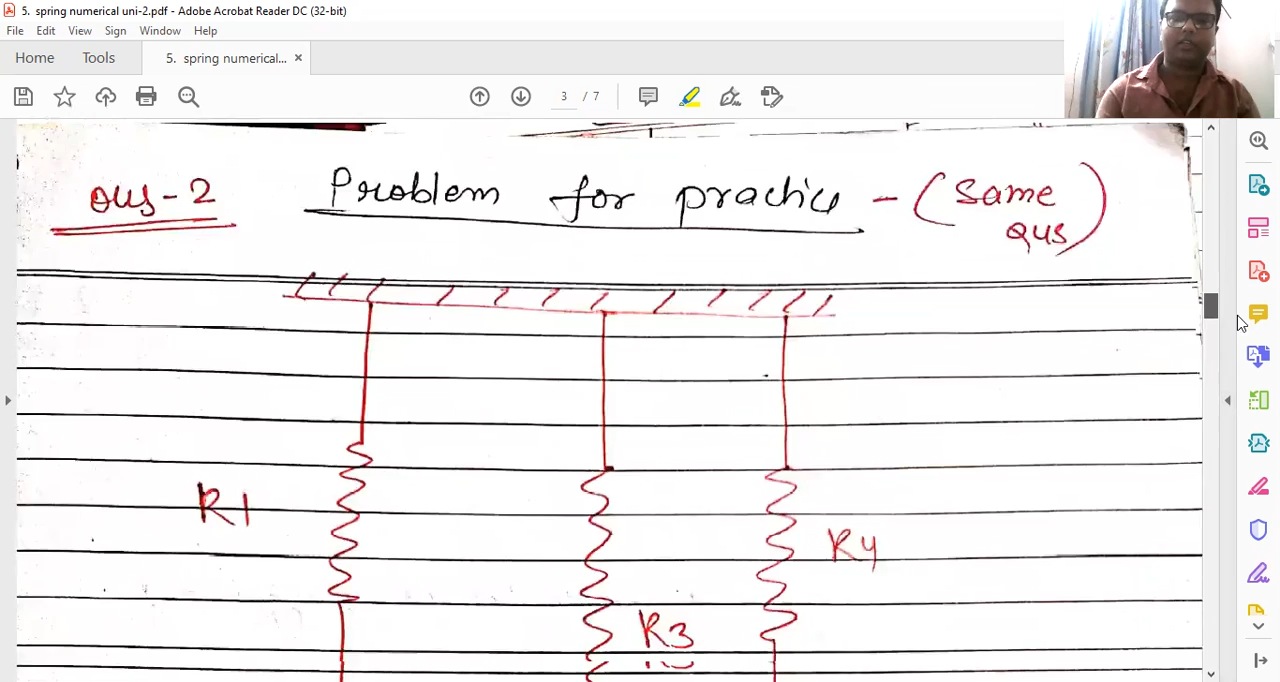 5. spring numerical uni-2.pdf - Adobe Acrobat Reader DC (32-bit)
File Edit View Sign Window Help
Home Tools 5. spring numerical... ×
3 / 7
Qus-2 Problem for practice - (Same
Qus)
K1
K4
K3